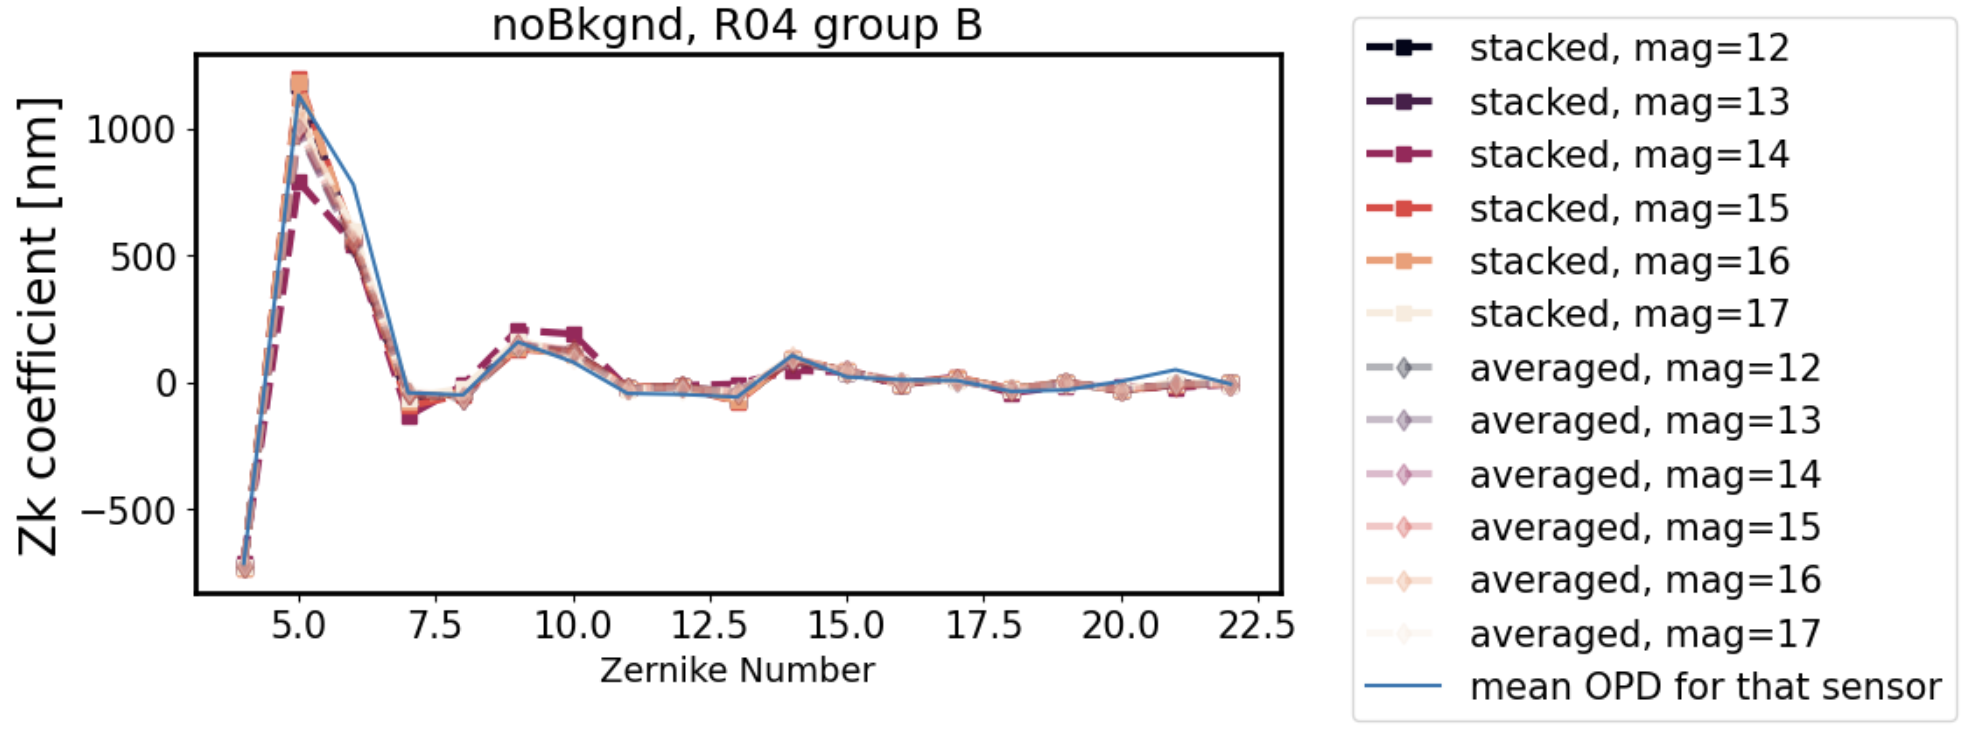 noBkgnd, R04 group B
Zk coefficient [nm]
1000
500
0
−500
5.0 7.5 10.0 12.5 15.0 17.5 20.0 22.5
Zernike Number
stacked, mag=12
stacked, mag=13
stacked, mag=14
stacked, mag=15
stacked, mag=16
stacked, mag=17
averaged, mag=12
averaged, mag=13
averaged, mag=14
averaged, mag=15
averaged, mag=16
averaged, mag=17
mean OPD for that sensor